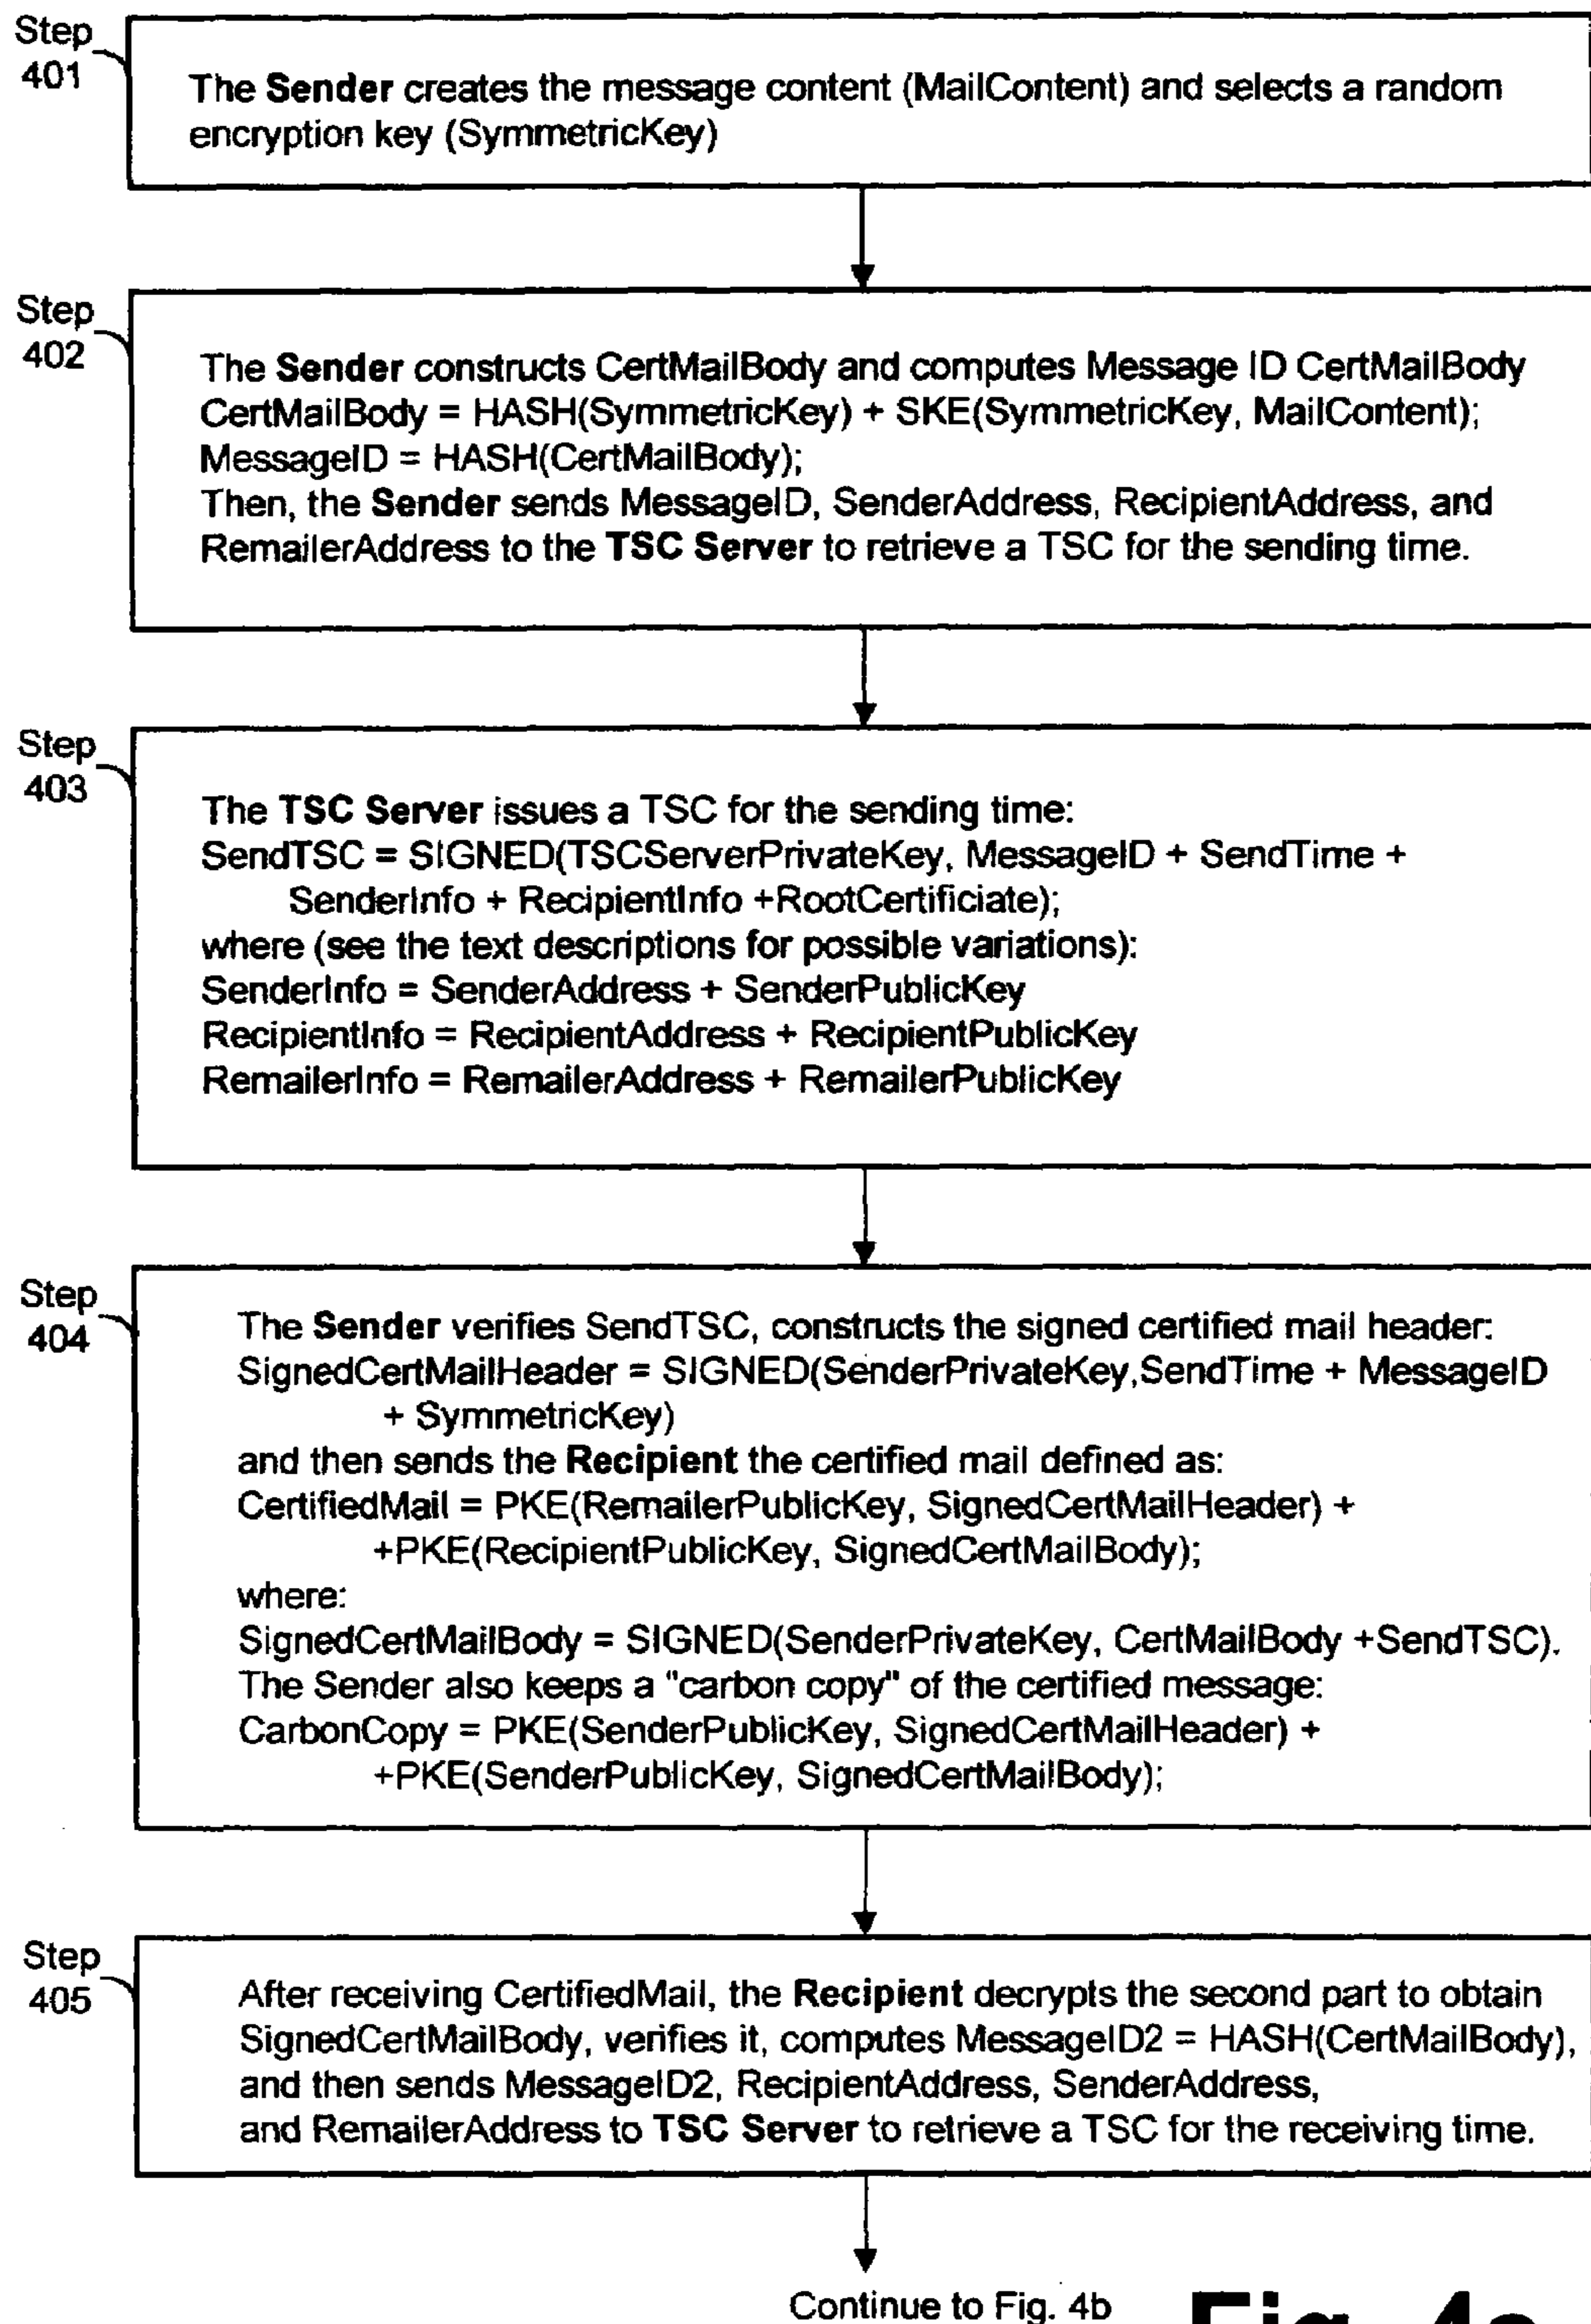 Step
401
The Sender creates the message content (MailContent) and selects a random
encryption key (SymmetricKey)
Step
402
The Sender constructs CertMailBody and computes Message ID CertMailBody
CertMailBody = HASH(SymmetricKey) + SKE(SymmetricKey, MailContent);
MessageID = HASH(CertMailBody);
Then, the Sender sends MessageID, SenderAddress, RecipientAddress, and
RemailerAddress to the TSC Server to retrieve a TSC for the sending time.
Step
403
The TSC Server issues a TSC for the sending time:
SendTSC = SIGNED(TSCServerPrivateKey, MessageID + SendTime +
SenderInfo + RecipientInfo +RootCertificiate);
where (see the text descriptions for possible variations):
SenderInfo = SenderAddress + SenderPublicKey
RecipientInfo = RecipientAddress + RecipientPublicKey
RemailerInfo = RemailerAddress + RemailerPublicKey
Step
404
The Sender verifies SendTSC, constructs the signed certified mail header:
SignedCertMailHeader = SIGNED(SenderPrivateKey,SendTime + MessageID
+ SymmetricKey)
and then sends the Recipient the certified mail defined as:
CertifiedMail = PKE(RemailerPublicKey, SignedCertMailHeader) +
+PKE(RecipientPublicKey, SignedCertMailBody);
where:
SignedCertMailBody = SIGNED(SenderPrivateKey, CertMailBody +SendTSC).
The Sender also keeps a "carbon copy" of the certified message:
CarbonCopy = PKE(SenderPublicKey, SignedCertMailHeader) +
+PKE(SenderPublicKey, SignedCertMailBody);
Step
405
After receiving CertifiedMail, the Recipient decrypts the second part to obtain
SignedCertMailBody, verifies it, computes MessageID2 = HASH(CertMailBody),
and then sends MessageID2, RecipientAddress, SenderAddress,
and RemailerAddress to TSC Server to retrieve a TSC for the receiving time.
Continue to Fig. 4b
Fig. 4a